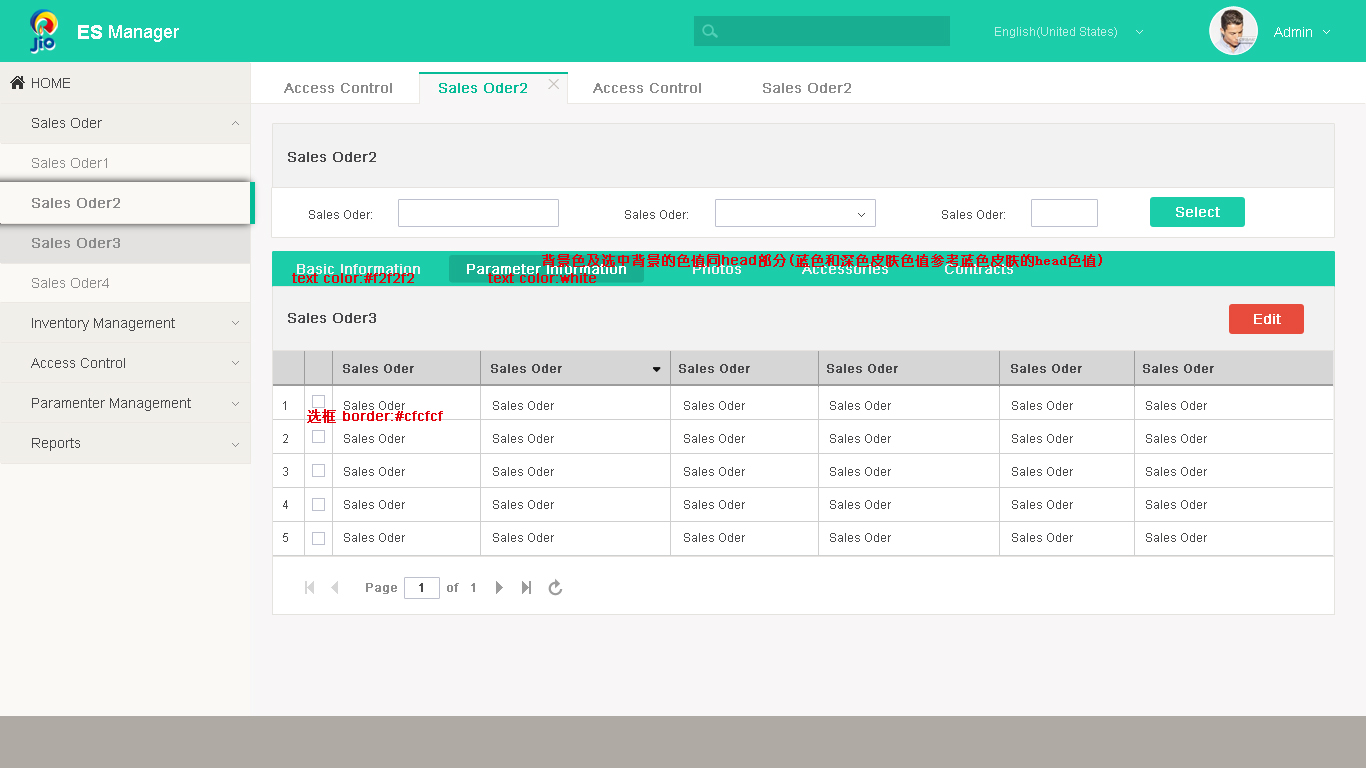 Jio
ES Manager
English(United States)
Admin
HOME
Sales Oder
Sales Oder1
Sales Oder2
Sales Oder3
Sales Oder4
Inventory Management
Access Control
Paramenter Management
Reports
Access Control Sales Oder2 Access Control Sales Oder2
Sales Oder2
Sales Oder: Sales Oder: Sales Oder: Select
背景色及选中背景的色值同head部分(蓝色和深色皮肤色值参考蓝色皮肤的head色值)
Basic Information Parameter Information Photos Accessories Contracts
text color:#f2f2f2 text color:white
Sales Oder3 Edit
Sales Oder Sales Oder Sales Oder Sales Oder Sales Oder Sales Oder
1 Sales Oder Sales Oder Sales Oder Sales Oder Sales Oder Sales Oder
选框 border:#cfcfcf
2 Sales Oder Sales Oder Sales Oder Sales Oder Sales Oder Sales Oder
3 Sales Oder Sales Oder Sales Oder Sales Oder Sales Oder Sales Oder
4 Sales Oder Sales Oder Sales Oder Sales Oder Sales Oder Sales Oder
5 Sales Oder Sales Oder Sales Oder Sales Oder Sales Oder Sales Oder
Page 1 of 1